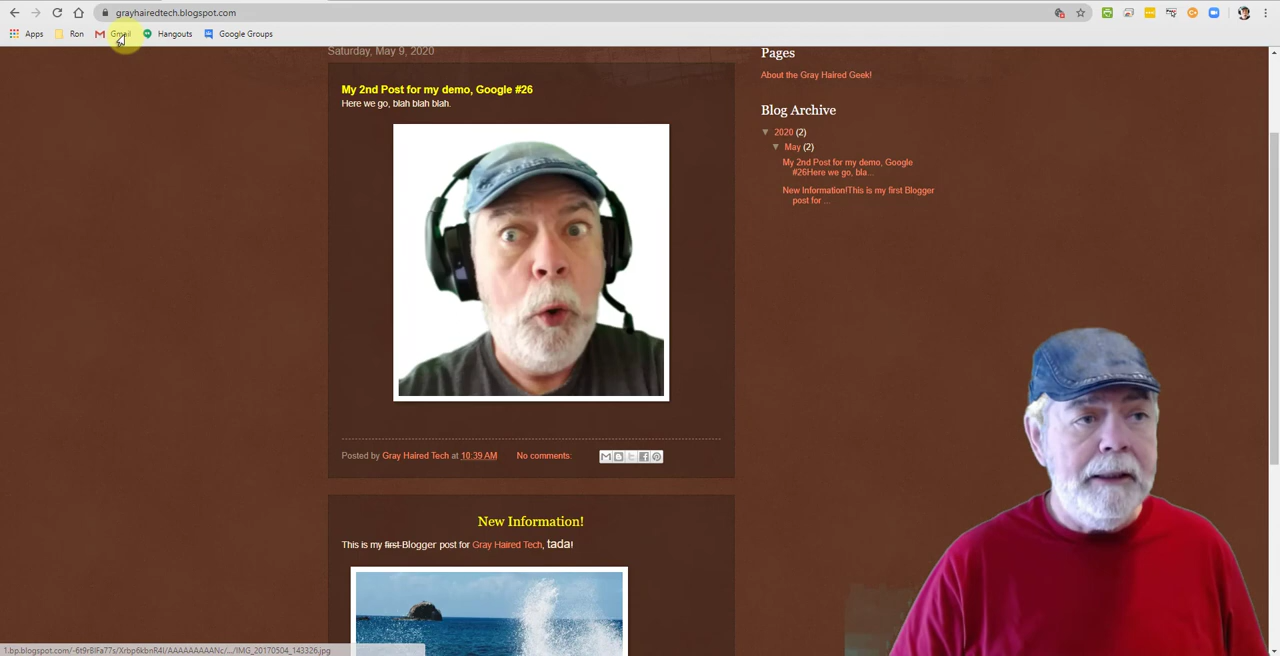 grayhairedtech.blogspot.com
Apps Ron Gmail Hangouts Google Groups
Saturday, May 9, 2020
My 2nd Post for my demo, Google #26
Here we go, blah blah blah.
Posted by Gray Haired Tech at 10:39 AM No comments:
New Information!
This is my first Blogger post for Gray Haired Tech, tada!
Pages
About the Gray Haired Geek!
Blog Archive
▼ 2020 (2)
▼ May (2)
My 2nd Post for my demo, Google
#26Here we go, bla...
New Information!This is my first Blogger
post for ...